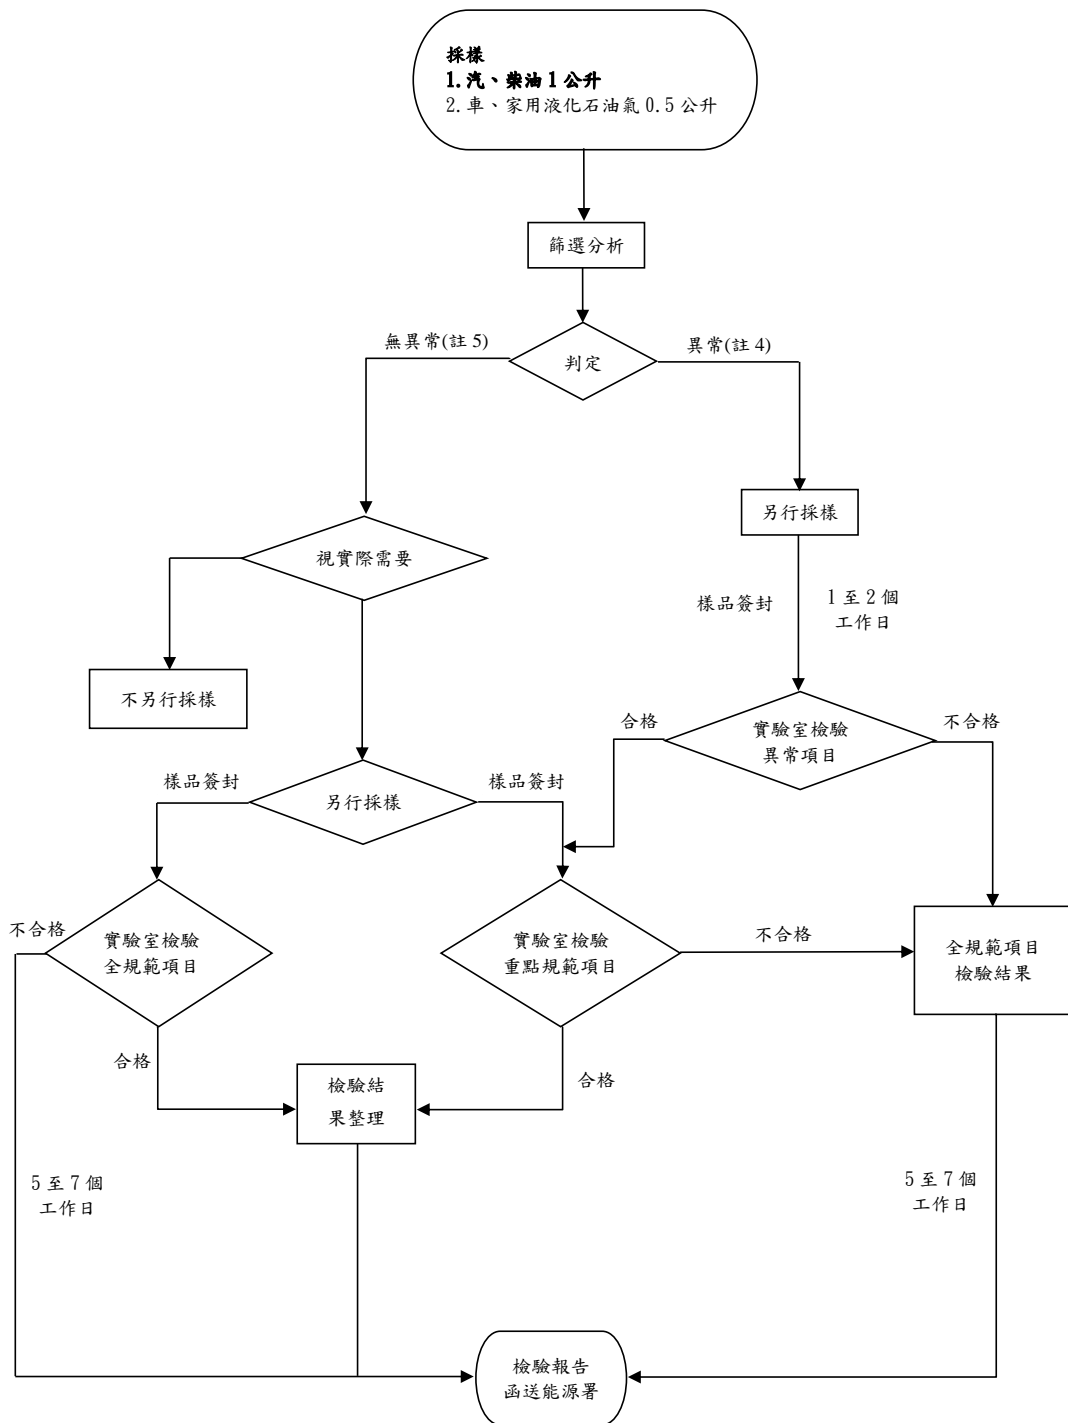 採樣
1.汽、柴油 1 公升
2.車、家用液化石油氣 0.5 公升
篩選分析
無異常(註 5)
判定
異常(註 4)
另行採樣
視實際需要
樣品簽封
1 至 2 個
工作日
不另行採樣
合格
實驗室檢驗
異常項目
不合格
樣品簽封
另行採樣
樣品簽封
不合格
實驗室檢驗
全規範項目
實驗室檢驗
重點規範項目
不合格
全規範項目
檢驗結果
合格
檢驗結
果整理
合格
5 至 7 個
工作日
5 至 7 個
工作日
檢驗報告
函送能源署